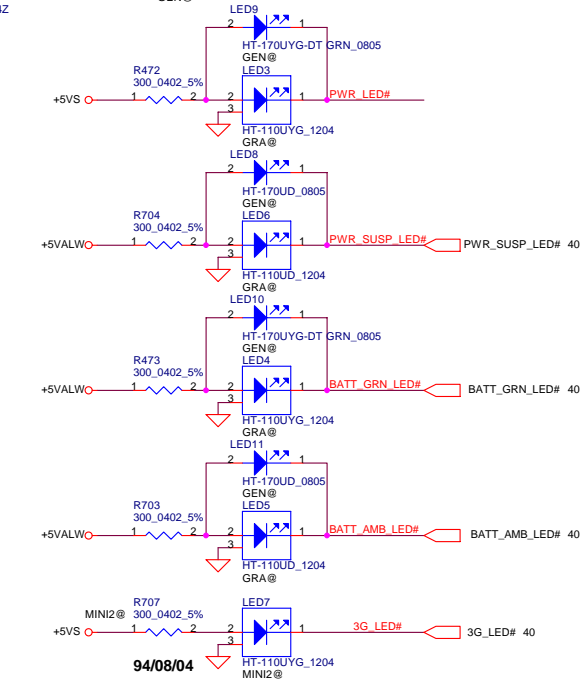 GEN@
4Z
LED9
2 1
HT-170UYG-DT GRN_0805
GEN@
R472
300_0402_5%
LED3
+5VS 1 2 2 1 PWR_LED#
3
HT-110UYG_1204
GRA@
LED8
2 1
HT-170UD_0805
GEN@
R704
300_0402_5%
LED6
+5VALW 1 2 2 1 PWR_SUSP_LED# PWR_SUSP_LED# 40
3
HT-110UD_1204
GRA@
LED10
2 1
HT-170UYG-DT GRN_0805
GEN@
R473
300_0402_5%
LED4
+5VALW 1 2 2 1 BATT_GRN_LED# BATT_GRN_LED# 40
3
HT-110UYG_1204
GRA@
LED11
2 1
HT-170UD_0805
GEN@
R703
300_0402_5%
LED5
+5VALW 1 2 2 1 BATT_AMB_LED# BATT_AMB_LED# 40
3
HT-110UD_1204
GRA@
R707
MINI2@ 300_0402_5%
LED7
+5VS 1 2 2 1 3G_LED# 3G_LED# 40
3
94/08/04
HT-110UYG_1204
MINI2@